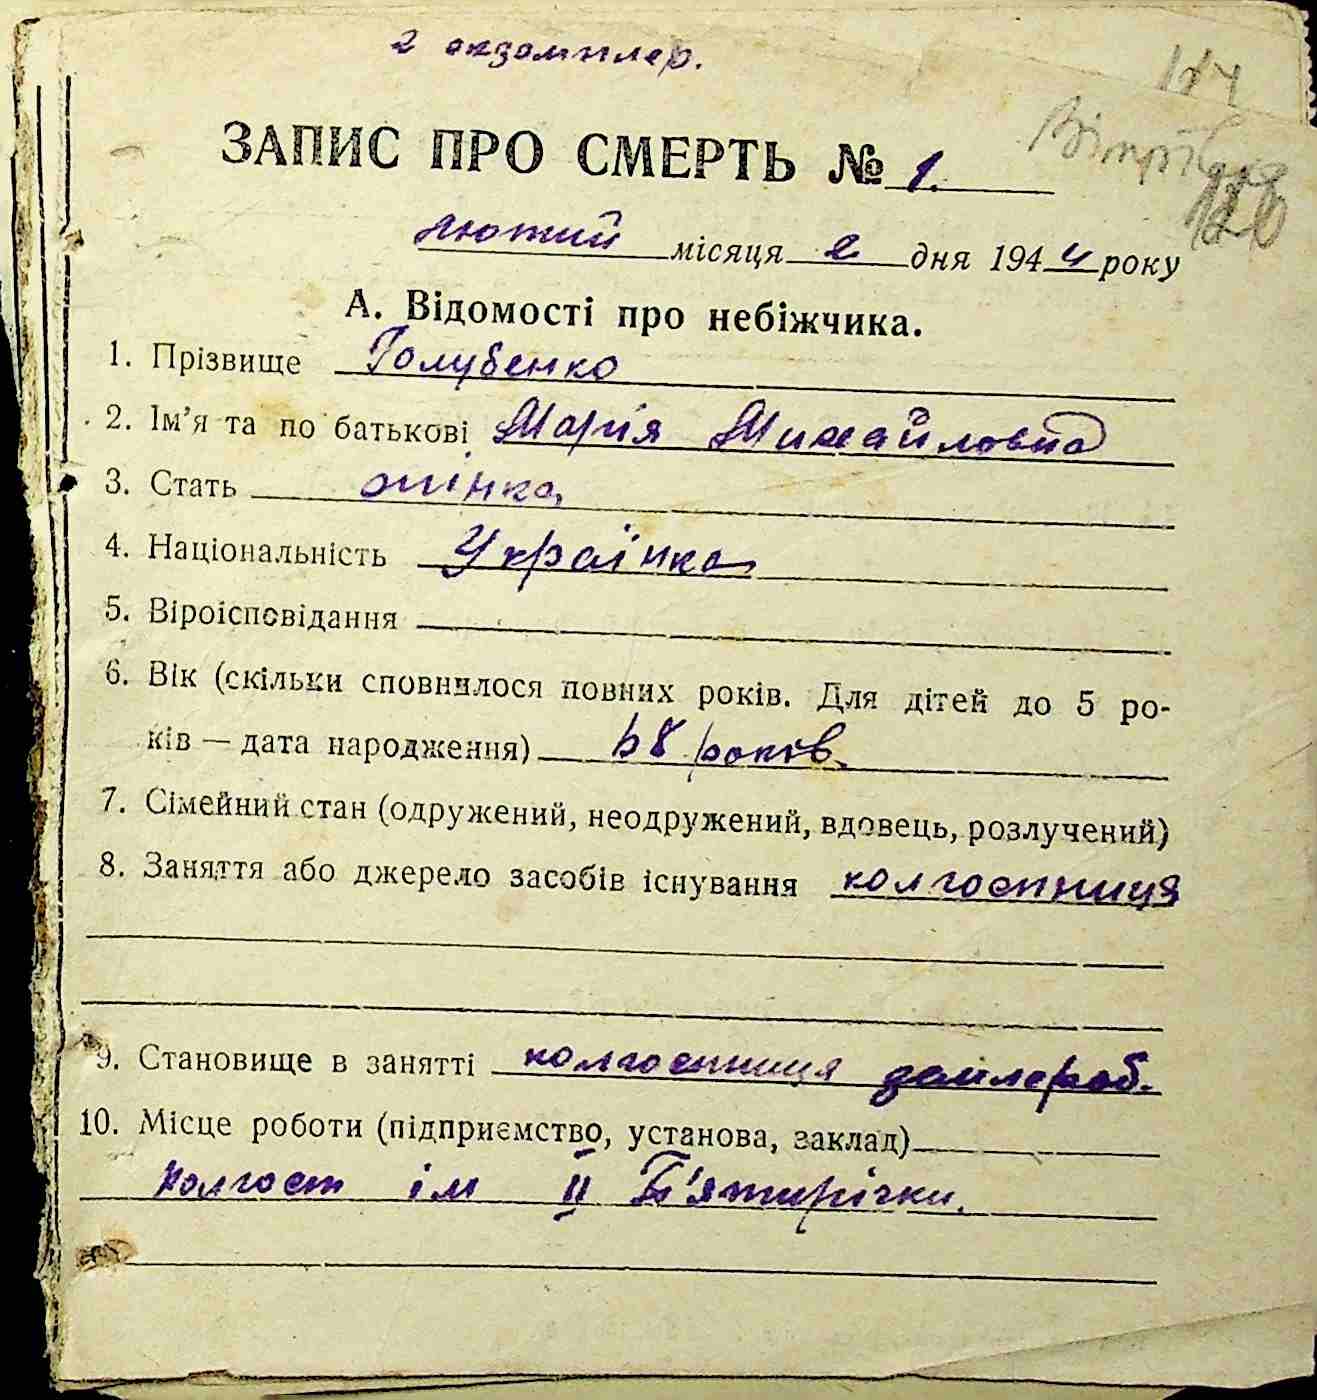 2 екземпляр.
ЗАПИС ПРО СМЕРТЬ № 1.
лютий місяця 2 дня 1944 року
А. Відомості про небіжчика.
1. Прізвище Голубенко
2. Ім'я та по батькові Марія Михайловна
3. Стать жінка
4. Національність Українка
5. Віроісповідання
6. Вік (скільки сповнилося повних років. Для дітей до 5 ро-
ків — дата народження) 68 років.
7. Сімейний стан (одружений, неодружений, вдовець, розлучений)
8. Заняття або джерело засобів існування колгоспниця
9. Становище в занятті колгоспниця
10. Місце роботи (підприємство, установа, заклад)
колгосп ім II П'ятирічки.